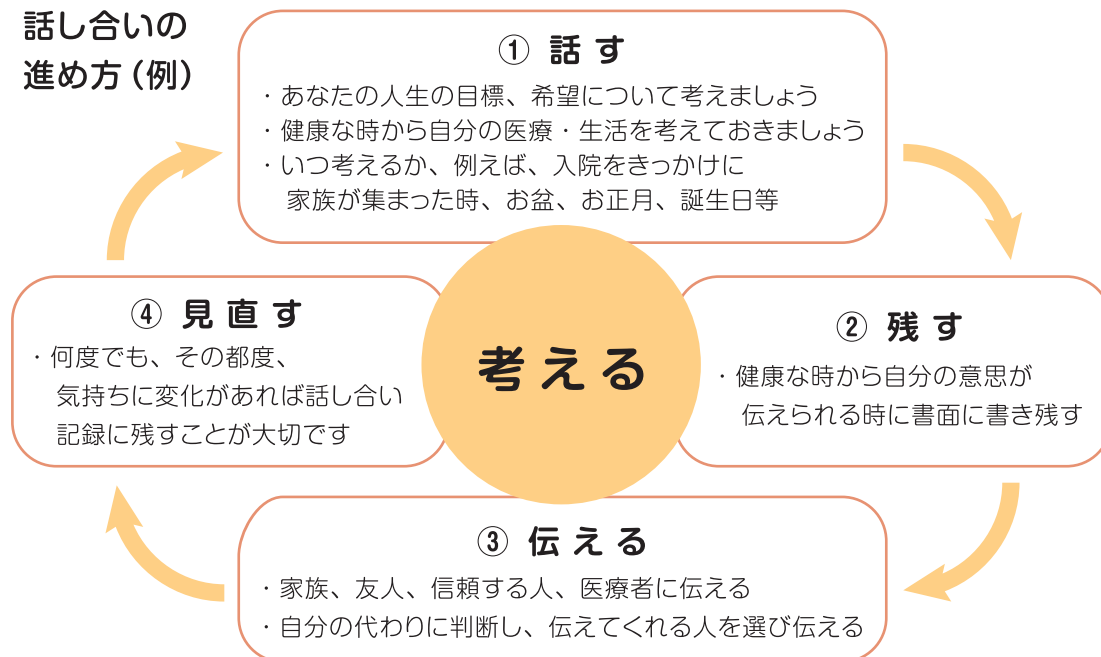 話し合いの
進め方（例）
① 話す
・あなたの人生の目標、希望について考えましょう
・健康な時から自分の医療・生活を考えておきましょう
・いつ考えるか、例えば、入院をきっかけに
家族が集まった時、お盆、お正月、誕生日等
② 残す
・健康な時から自分の意思が
伝えられる時に書面に書き残す
③ 伝える
・家族、友人、信頼する人、医療者に伝える
・自分の代わりに判断し、伝えてくれる人を選び伝える
④ 見直す
・何度でも、その都度、
気持ちに変化があれば話し合い
記録に残すことが大切です
考える